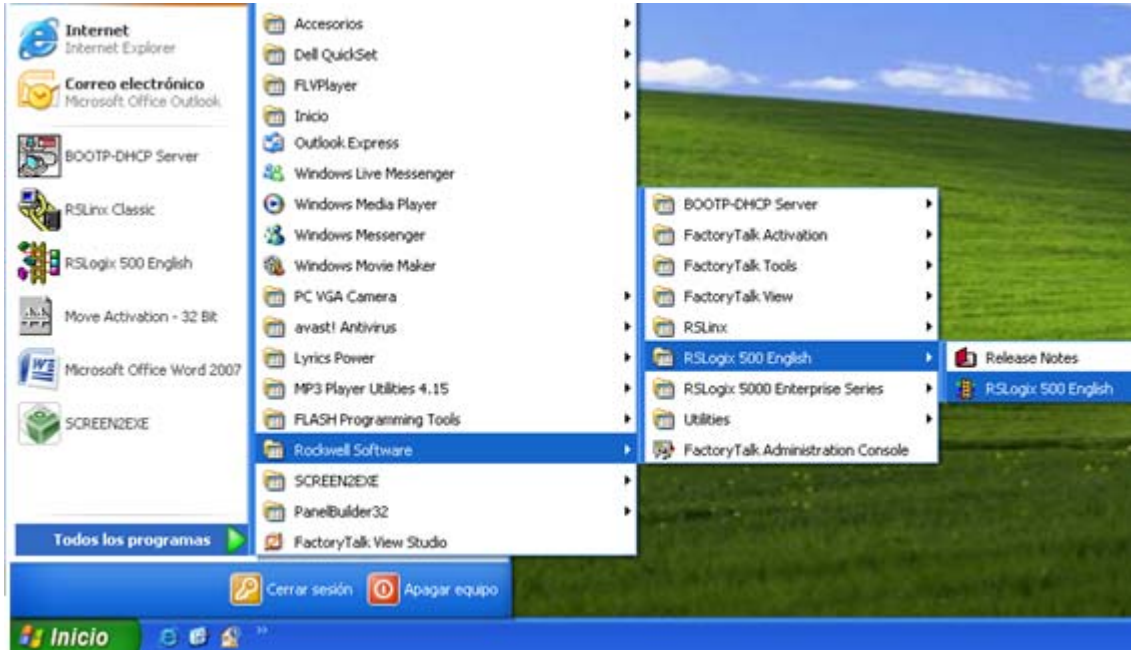 Internet
Internet Explorer
Correo electrónico
Microsoft Office Outlook
BOOTP-DHCP Server
RSLinx Classic
RSLogix 500 English
Move Activation - 32 Bit
Microsoft Office Word 2007
SCREEN2EXE
Todos los programas
Accesorios
Dell QuickSet
FLVPlayer
Inicio
Outlook Express
Windows Live Messenger
Windows Media Player
Windows Messenger
Windows Movie Maker
PC VGA Camera
avast! Antivirus
Lyrics Power
MP3 Player Utilities 4.15
FLASH Programming Tools
Rockwell Software
SCREEN2EXE
PanelBuilder32
FactoryTalk View Studio
BOOTP-DHCP Server
FactoryTalk Activation
FactoryTalk Tools
FactoryTalk View
RSLinx
RSLogix 500 English
RSLogix 5000 Enterprise Series
Utilities
FactoryTalk Administration Console
Release Notes
RSLogix 500 English
Cerrar sesión
Apagar equipo
Inicio